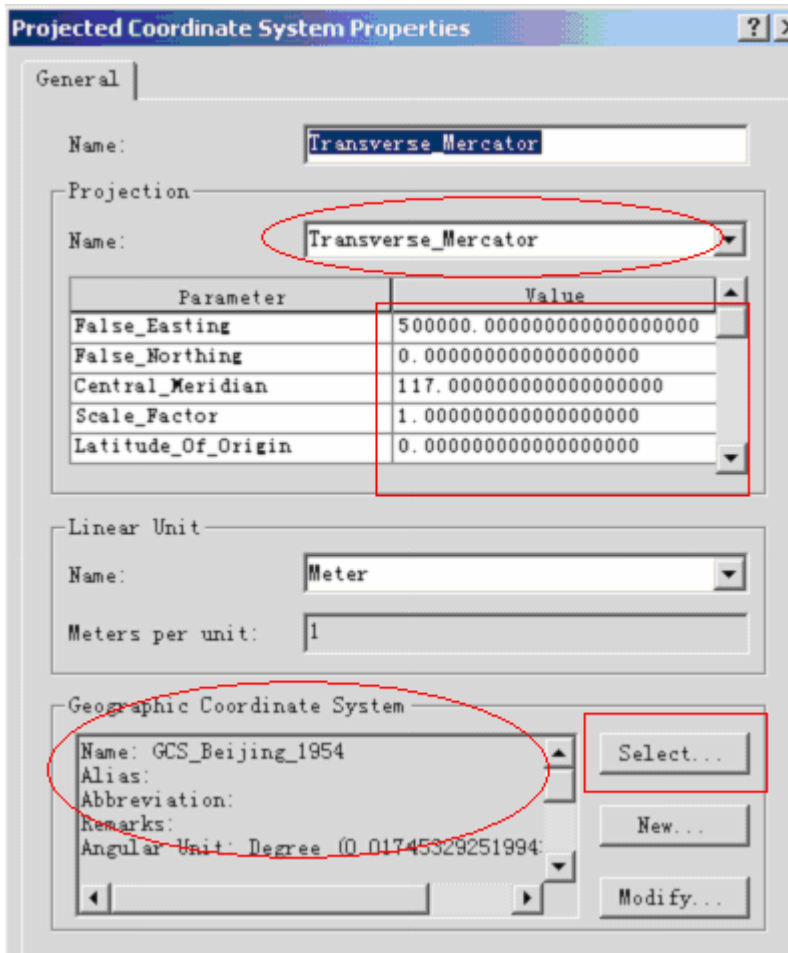 Projected Coordinate System Properties
General
Name: Transverse_Mercator
Projection
Name: Transverse_Mercator
Parameter Value
False_Easting 500000.000000000000000000
False_Northing 0.000000000000000000
Central_Meridian 117.000000000000000000
Scale_Factor 1.000000000000000000
Latitude_Of_Origin 0.000000000000000000
Linear Unit
Name: Meter
Meters per unit: 1
Geographic Coordinate System
Name: GCS_Beijing_1954
Alias:
Abbreviation:
Remarks:
Angular Unit: Degree (0.01745329251994
Select...
New...
Modify...